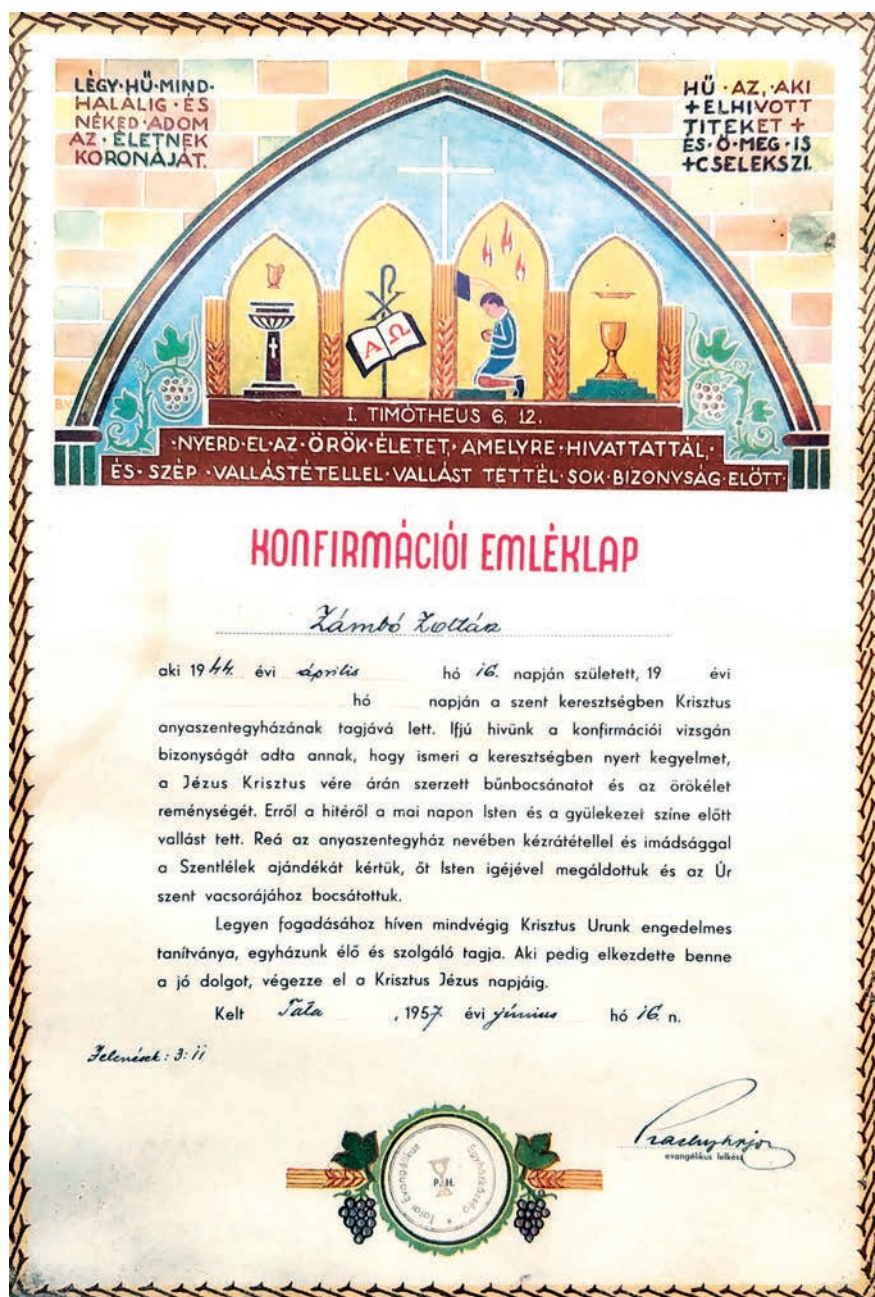 LÉGY·HŰ·MIND-
HALÁLIG·ÉS
NÉKED·ADOM
AZ·ÉLETNEK
KORONÁJÁT.
HŰ·AZ, AKI
+ELHIVOTT
TITEKET+
ÉS·Ő·MEG·IS
+CSELEKSZI.
A Ω
I. TIMÓTHEUS 6, 12.
·NYERD·EL·AZ·ÖRÖK·ÉLETET, AMELYRE·HIVATTATTÁL,·
ÉS·SZÉP·VALLÁSTÉTELLEL·VALLÁST TETTÉL·SOK·BIZONYSÁG·ELŐTT·
KONFIRMÁCIÓI EMLÉKLAP
Zámbó Zoltán
aki 1944. évi április hó 16. napján született, 19 évi
hó napján a szent keresztségben Krisztus
anyaszentegyházának tagjává lett. Ifjú hivünk a konfirmációi vizsgán
bizonyságát adta annak, hogy ismeri a keresztségben nyert kegyelmet,
a Jézus Krisztus vére árán szerzett bűnbocsánatot és az örökélet
reménységét. Erről a hitéről a mai napon Isten és a gyülekezet színe előtt
vallást tett. Reá az anyaszentegyház nevében kézrátétellel és imádsággal
a Szentlélek ajándékát kértük, őt Isten igéjével megáldottuk és az Úr
szent vacsorájához bocsátottuk.
Legyen fogadásához híven mindvégig Krisztus Urunk engedelmes
tanítványa, egyházunk élő és szolgáló tagja. Aki pedig elkezdette benne
a jó dolgot, végezze el a Krisztus Jézus napjáig.
Kelt Tata, 1957 évi június hó 16. n.
Jelenések: 3:11
evangélikus lelkész
Tatai Evangélikus Egyházközség
P. H.